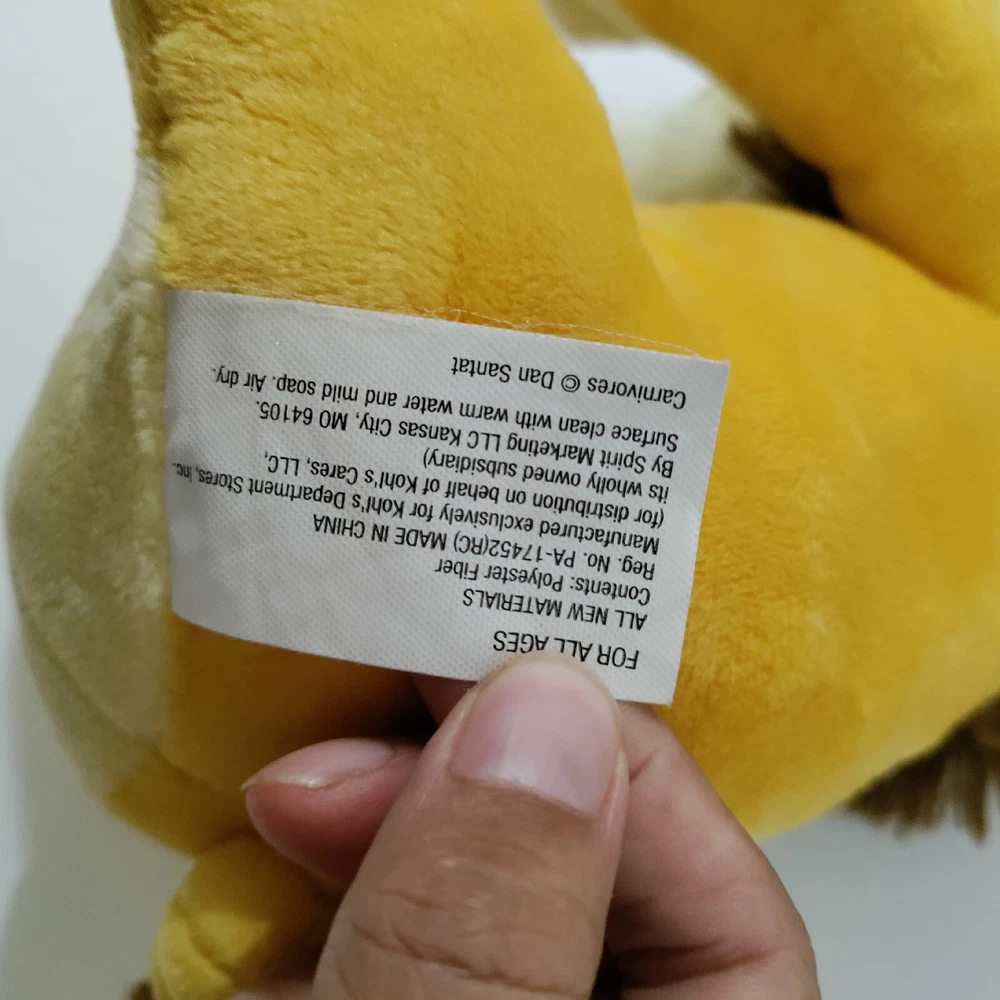 FOR ALL AGES
ALL NEW MATERIALS
Contents: Polyester Fiber
Reg. No. PA-17452(RC) MADE IN CHINA
Manufactured exclusively for Kohl's Department Stores, Inc.
(for distribution on behalf of Kohl's Cares, LLC,
its wholly owned subsidiary)
By Spirit Marketing LLC Kansas City, MO 64105.
Surface clean with warm water and mild soap. Air dry.
Carnivores © Dan Santat